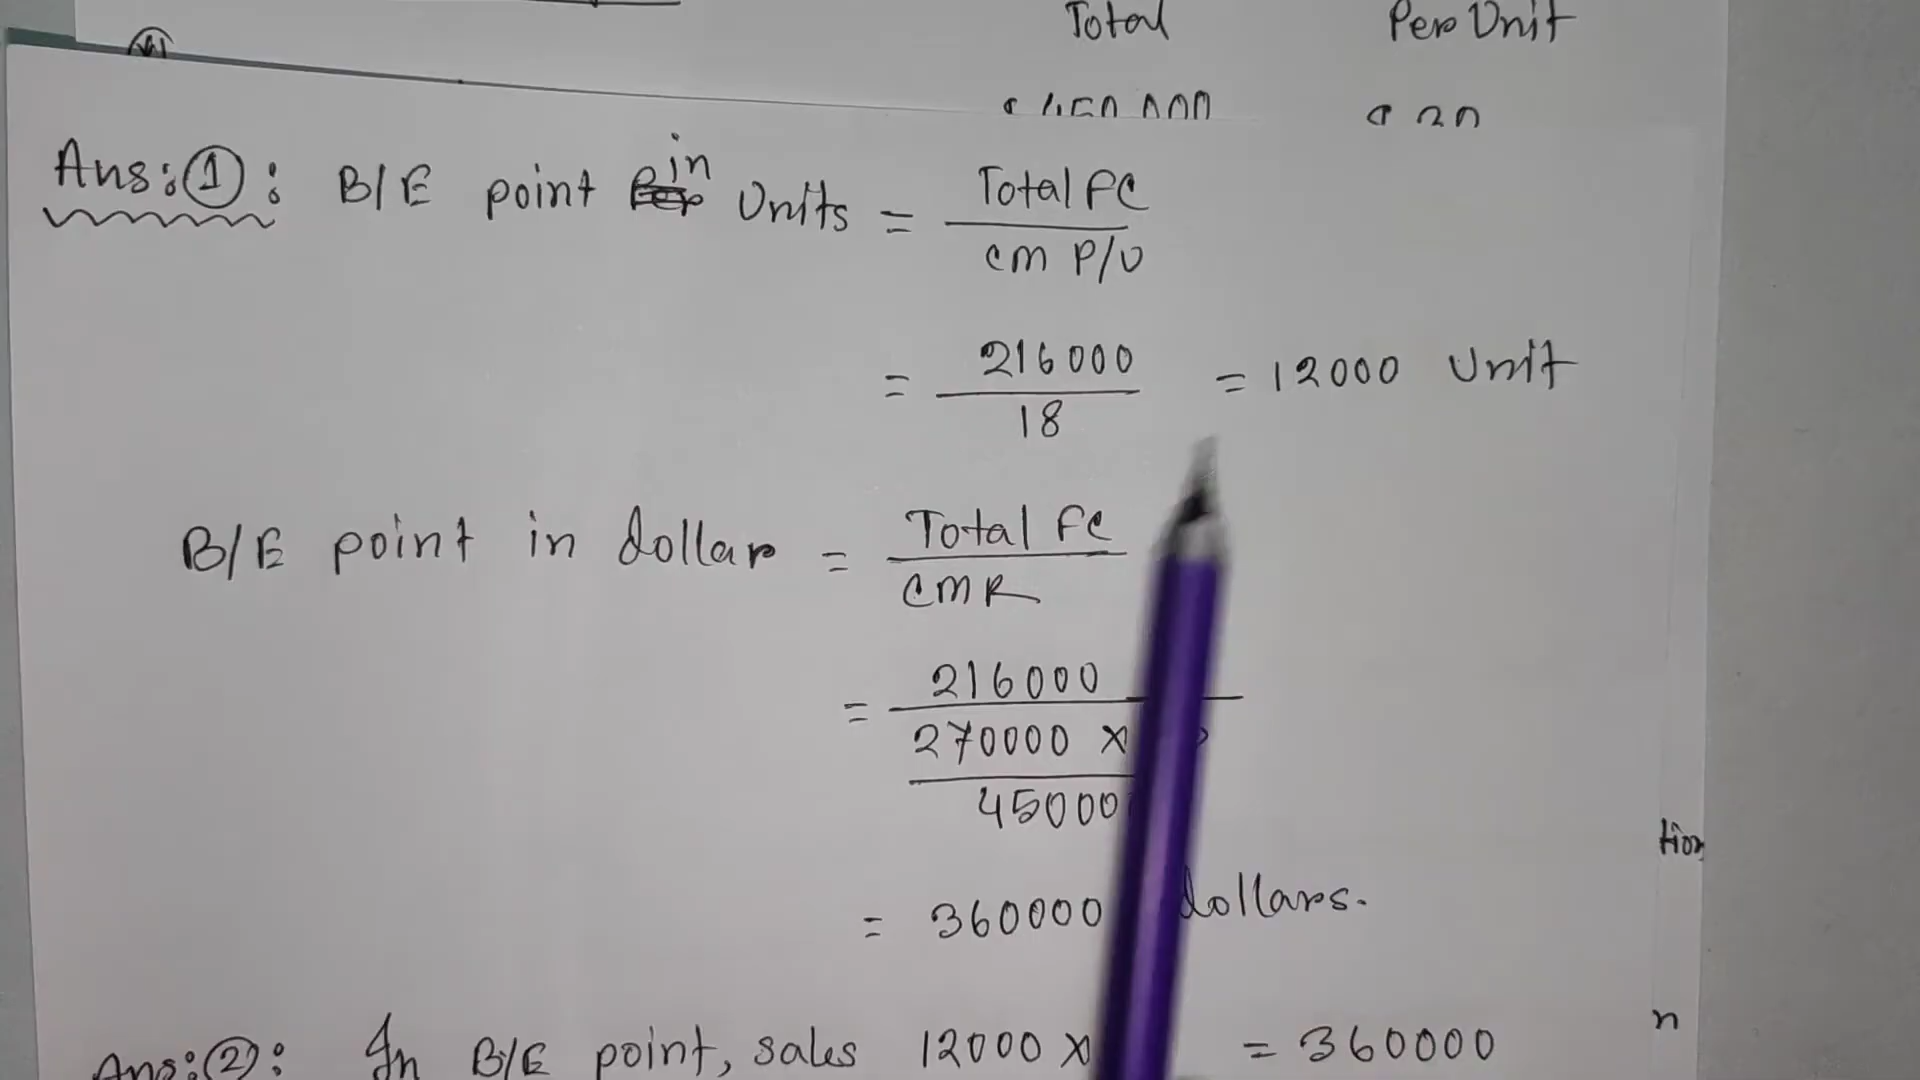 Total Per Unit
Ans:①: B/E point in Units = Total FC
cm P/U
= 216000 = 12000 Unit
18
B/E point in dollar = Total FC
CMR
= 216000
270000 ×
45000
= 360000 dollars.
tion
n
Ans:②: In B/E point, sales 12000 × = 360000